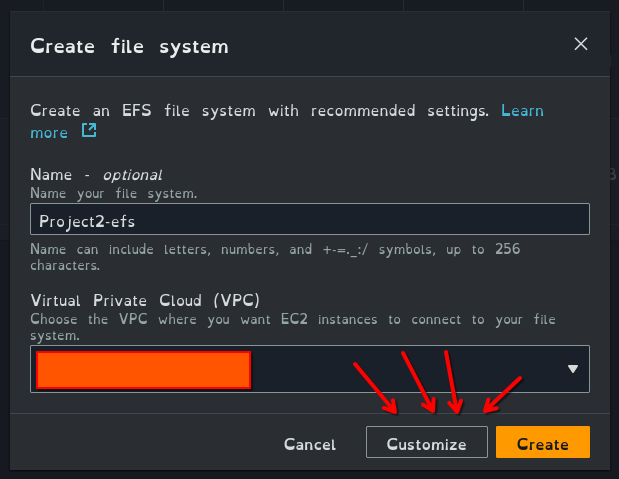 Create file system
Create an EFS file system with recommended settings. Learn
more
Name - optional
Name your file system.
Project2-efs
Name can include letters, numbers, and +-=._:/ symbols, up to 256
characters.
Virtual Private Cloud (VPC)
Choose the VPC where you want EC2 instances to connect to your file
system.
Cancel
Customize
Create